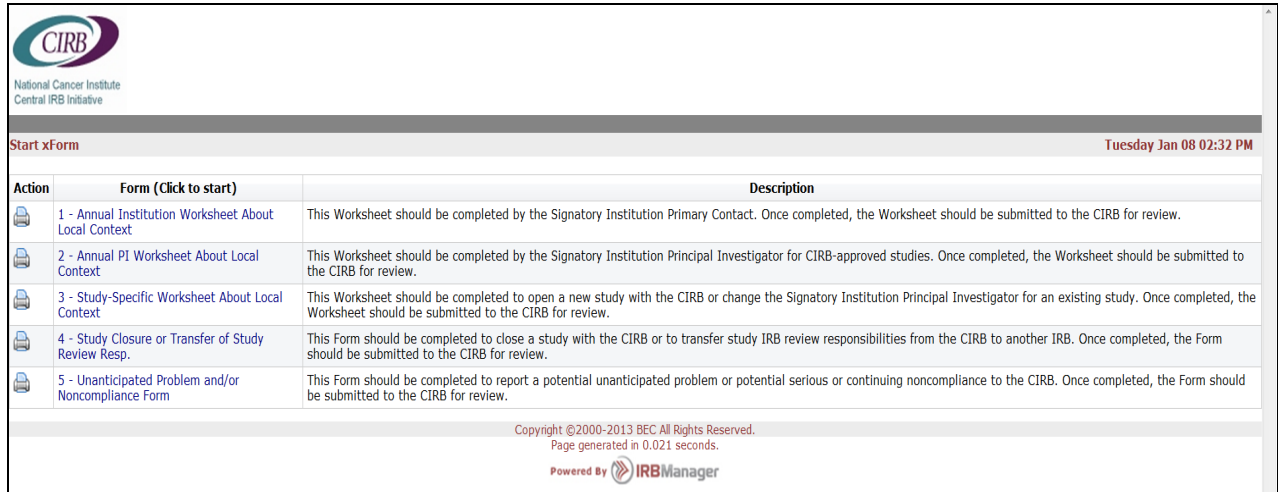 CIRB
National Cancer Institute
Central IRB Initiative
Start xForm
Tuesday Jan 08 02:32 PM
Action
Form (Click to start)
Description
1 - Annual Institution Worksheet About
Local Context
This Worksheet should be completed by the Signatory Institution Primary Contact. Once completed, the Worksheet should be submitted to the CIRB for review.
2 - Annual PI Worksheet About Local
Context
This Worksheet should be completed by the Signatory Institution Principal Investigator for CIRB-approved studies. Once completed, the Worksheet should be submitted to
the CIRB for review.
3 - Study-Specific Worksheet About Local
Context
This Worksheet should be completed to open a new study with the CIRB or change the Signatory Institution Principal Investigator for an existing study. Once completed, the
Worksheet should be submitted to the CIRB for review.
4 - Study Closure or Transfer of Study
Review Resp.
This Form should be completed to close a study with the CIRB or to transfer study IRB review responsibilities from the CIRB to another IRB. Once completed, the Form
should be submitted to the CIRB for review.
5 - Unanticipated Problem and/or
Noncompliance Form
This Form should be completed to report a potential unanticipated problem or potential serious or continuing noncompliance to the CIRB. Once completed, the Form should
be submitted to the CIRB for review.
Copyright ©2000-2013 BEC All Rights Reserved.
Page generated in 0.021 seconds.
Powered By IRBManager